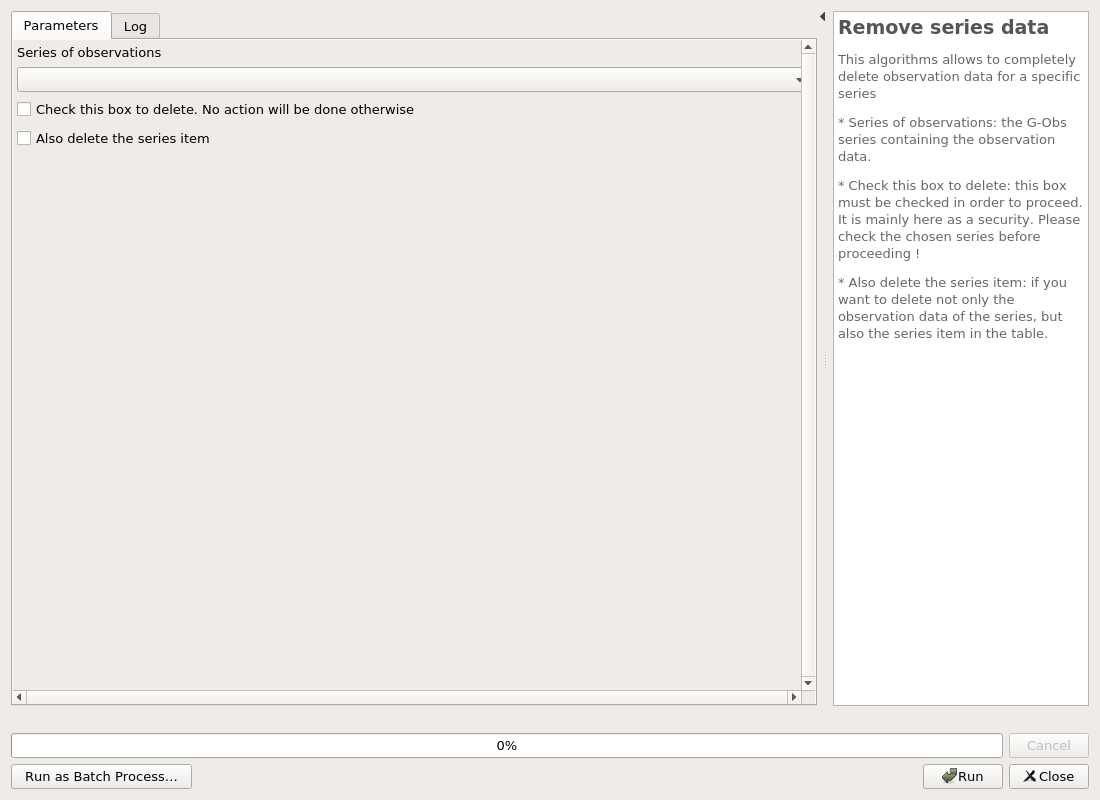 Parameters
Log
Series of observations
Check this box to delete. No action will be done otherwise
Also delete the series item
Remove series data
This algorithms allows to completely
delete observation data for a specific
series
* Series of observations: the G-Obs
series containing the observation
data.
* Check this box to delete: this box
must be checked in order to proceed.
It is mainly here as a security. Please
check the chosen series before
proceeding !
* Also delete the series item: if you
want to delete not only the
observation data of the series, but
also the series item in the table.
0%
Cancel
Run as Batch Process...
Run
Close